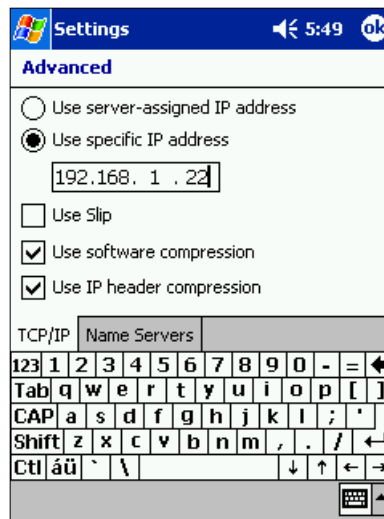 Settings 5:49 ok
Advanced
Use server-assigned IP address
Use specific IP address
192.168. 1 . 22
Use Slip
Use software compression
Use IP header compression
TCP/IP Name Servers
123 1 2 3 4 5 6 7 8 9 0 - =
Tab q w e r t y u i o p [ ]
CAP a s d f g h j k l ; '
Shift z x c v b n m , . /
Ctl áü ` \ ↓ ↑ ← →